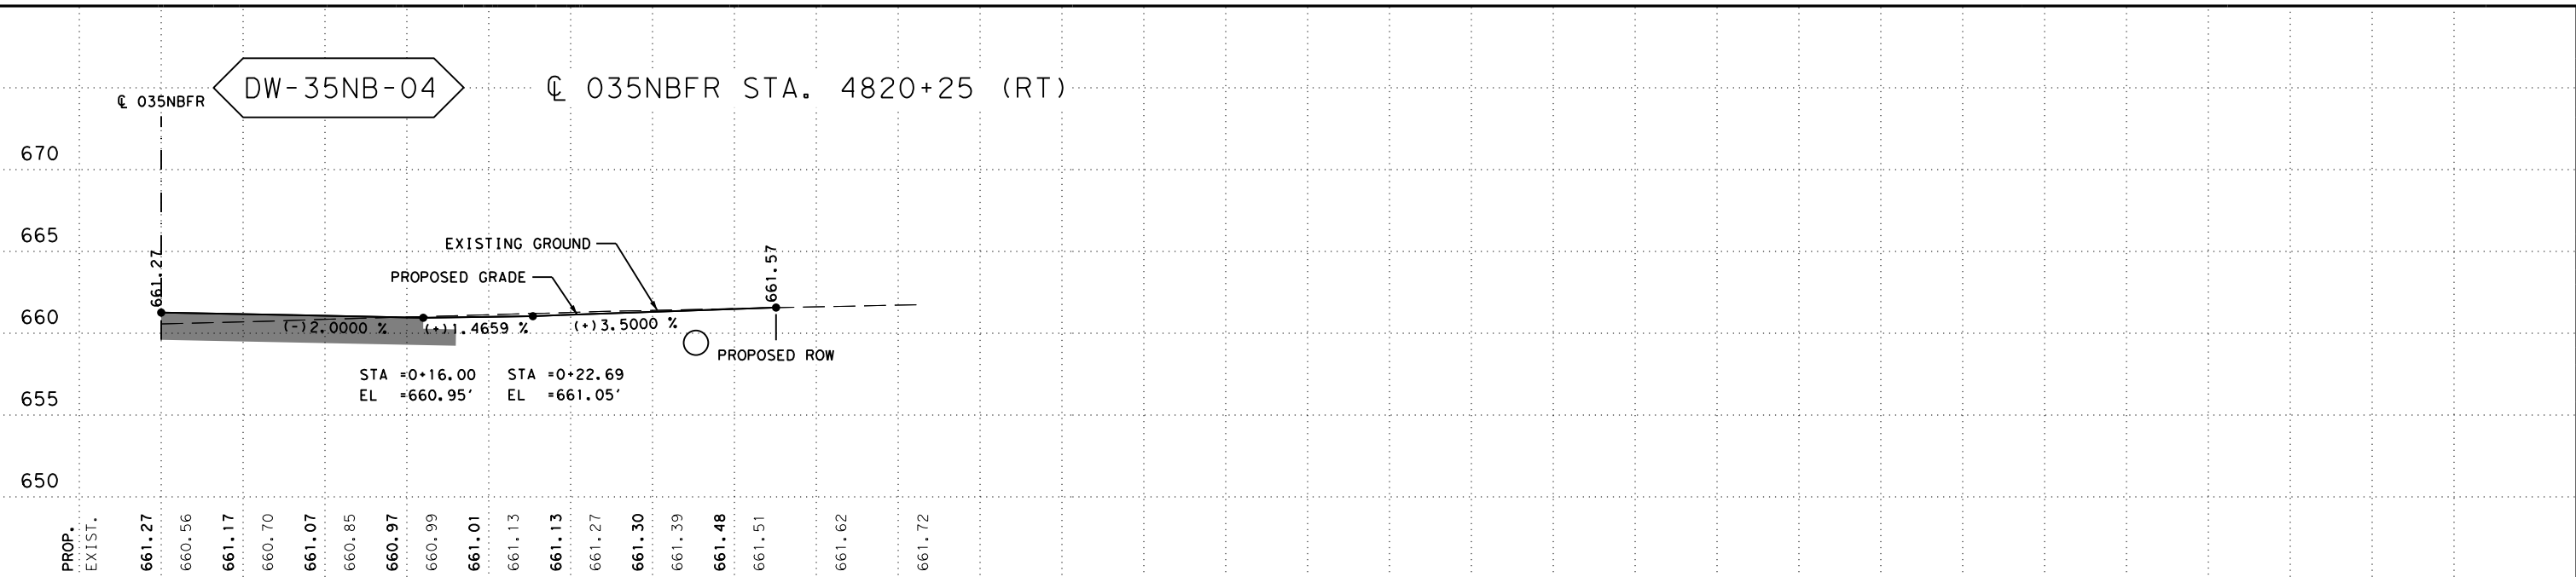 DW-35NB-04
℄ 035NBFR STA. 4820+25 (RT)
℄ 035NBFR
670
665
660
655
650
661.27
EXISTING GROUND
PROPOSED GRADE
661.57
(-)2.0000 %
(+)1.4659 %
(+)3.5000 %
PROPOSED ROW
STA =0+16.00
EL =660.95'
STA =0+22.69
EL =661.05'
PROP.
EXIST.
661.27
660.56
661.17
660.70
661.07
660.85
660.97
660.99
661.01
661.13
661.13
661.27
661.30
661.39
661.48
661.51
661.62
661.72